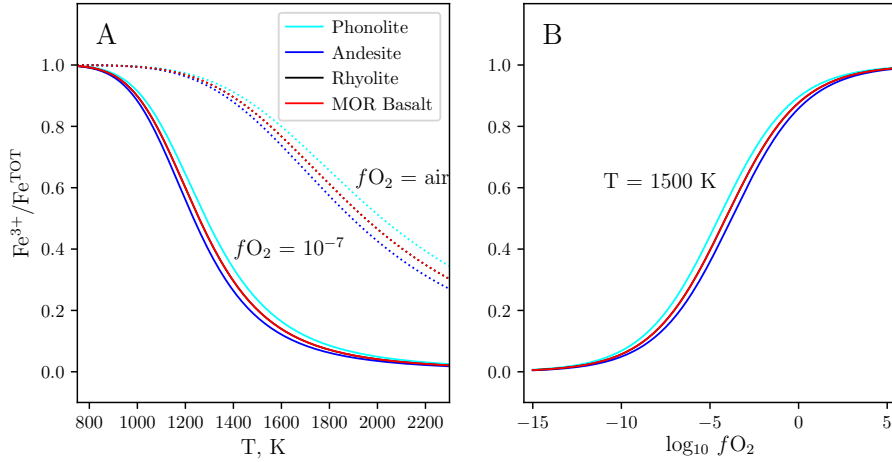 A
Phonolite
Andesite
Rhyolite
MOR Basalt
fO₂ = air
fO₂ = 10⁻⁷
Fe³⁺/Fe^TOT
1.0
0.8
0.6
0.4
0.2
0.0
800 1000 1200 1400 1600 1800 2000 2200
T, K
B
T = 1500 K
1.0
0.8
0.6
0.4
0.2
0.0
−15 −10 −5 0 5
log₁₀ fO₂